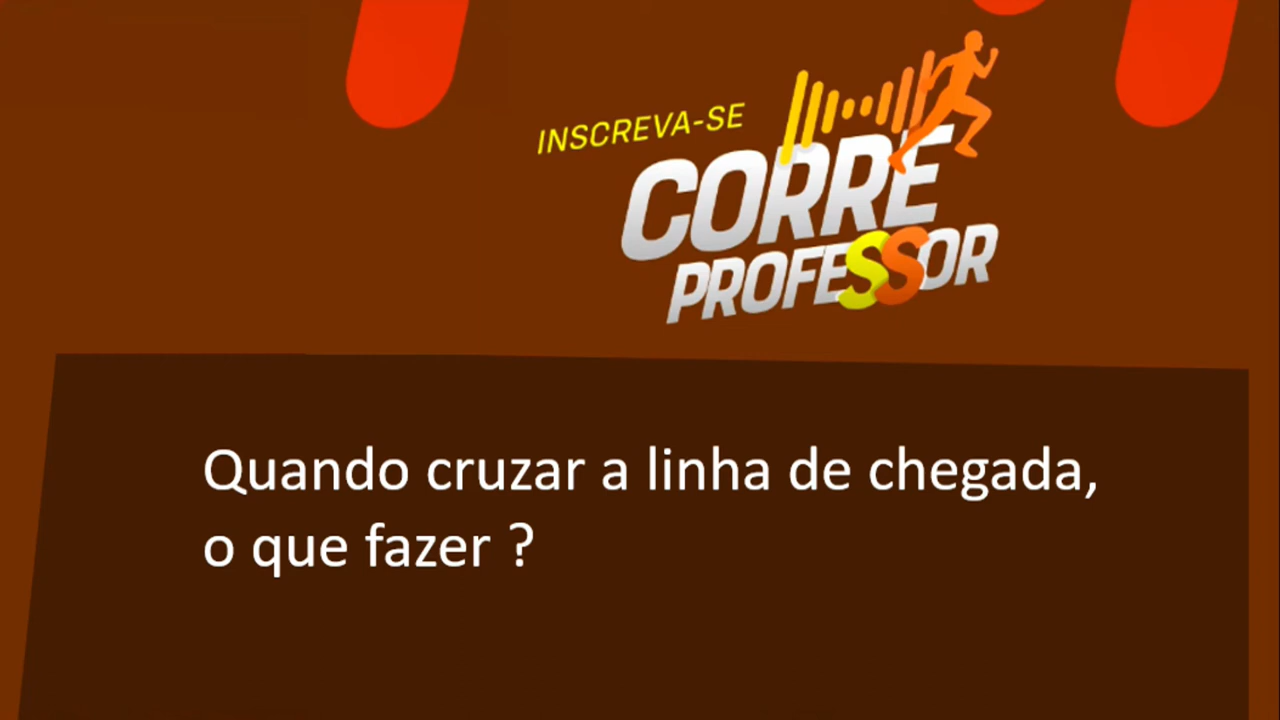 INSCREVA-SE
CORRE
PROFESSOR
Quando cruzar a linha de chegada,
o que fazer ?